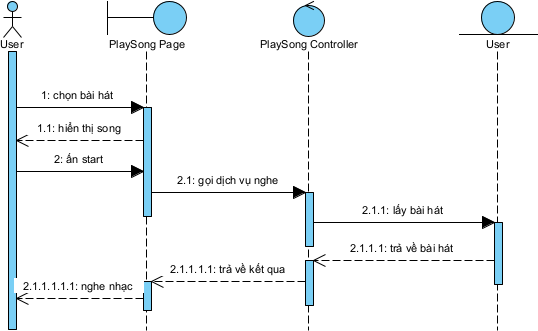 User
PlaySong Page
PlaySong Controller
User
1: chọn bài hát
1.1: hiển thị song
2: ấn start
2.1: gọi dịch vụ nghe
2.1.1: lấy bài hát
2.1.1.1: trả về bài hát
2.1.1.1.1: trả về kết qua
2.1.1.1.1.1: nghe nhạc